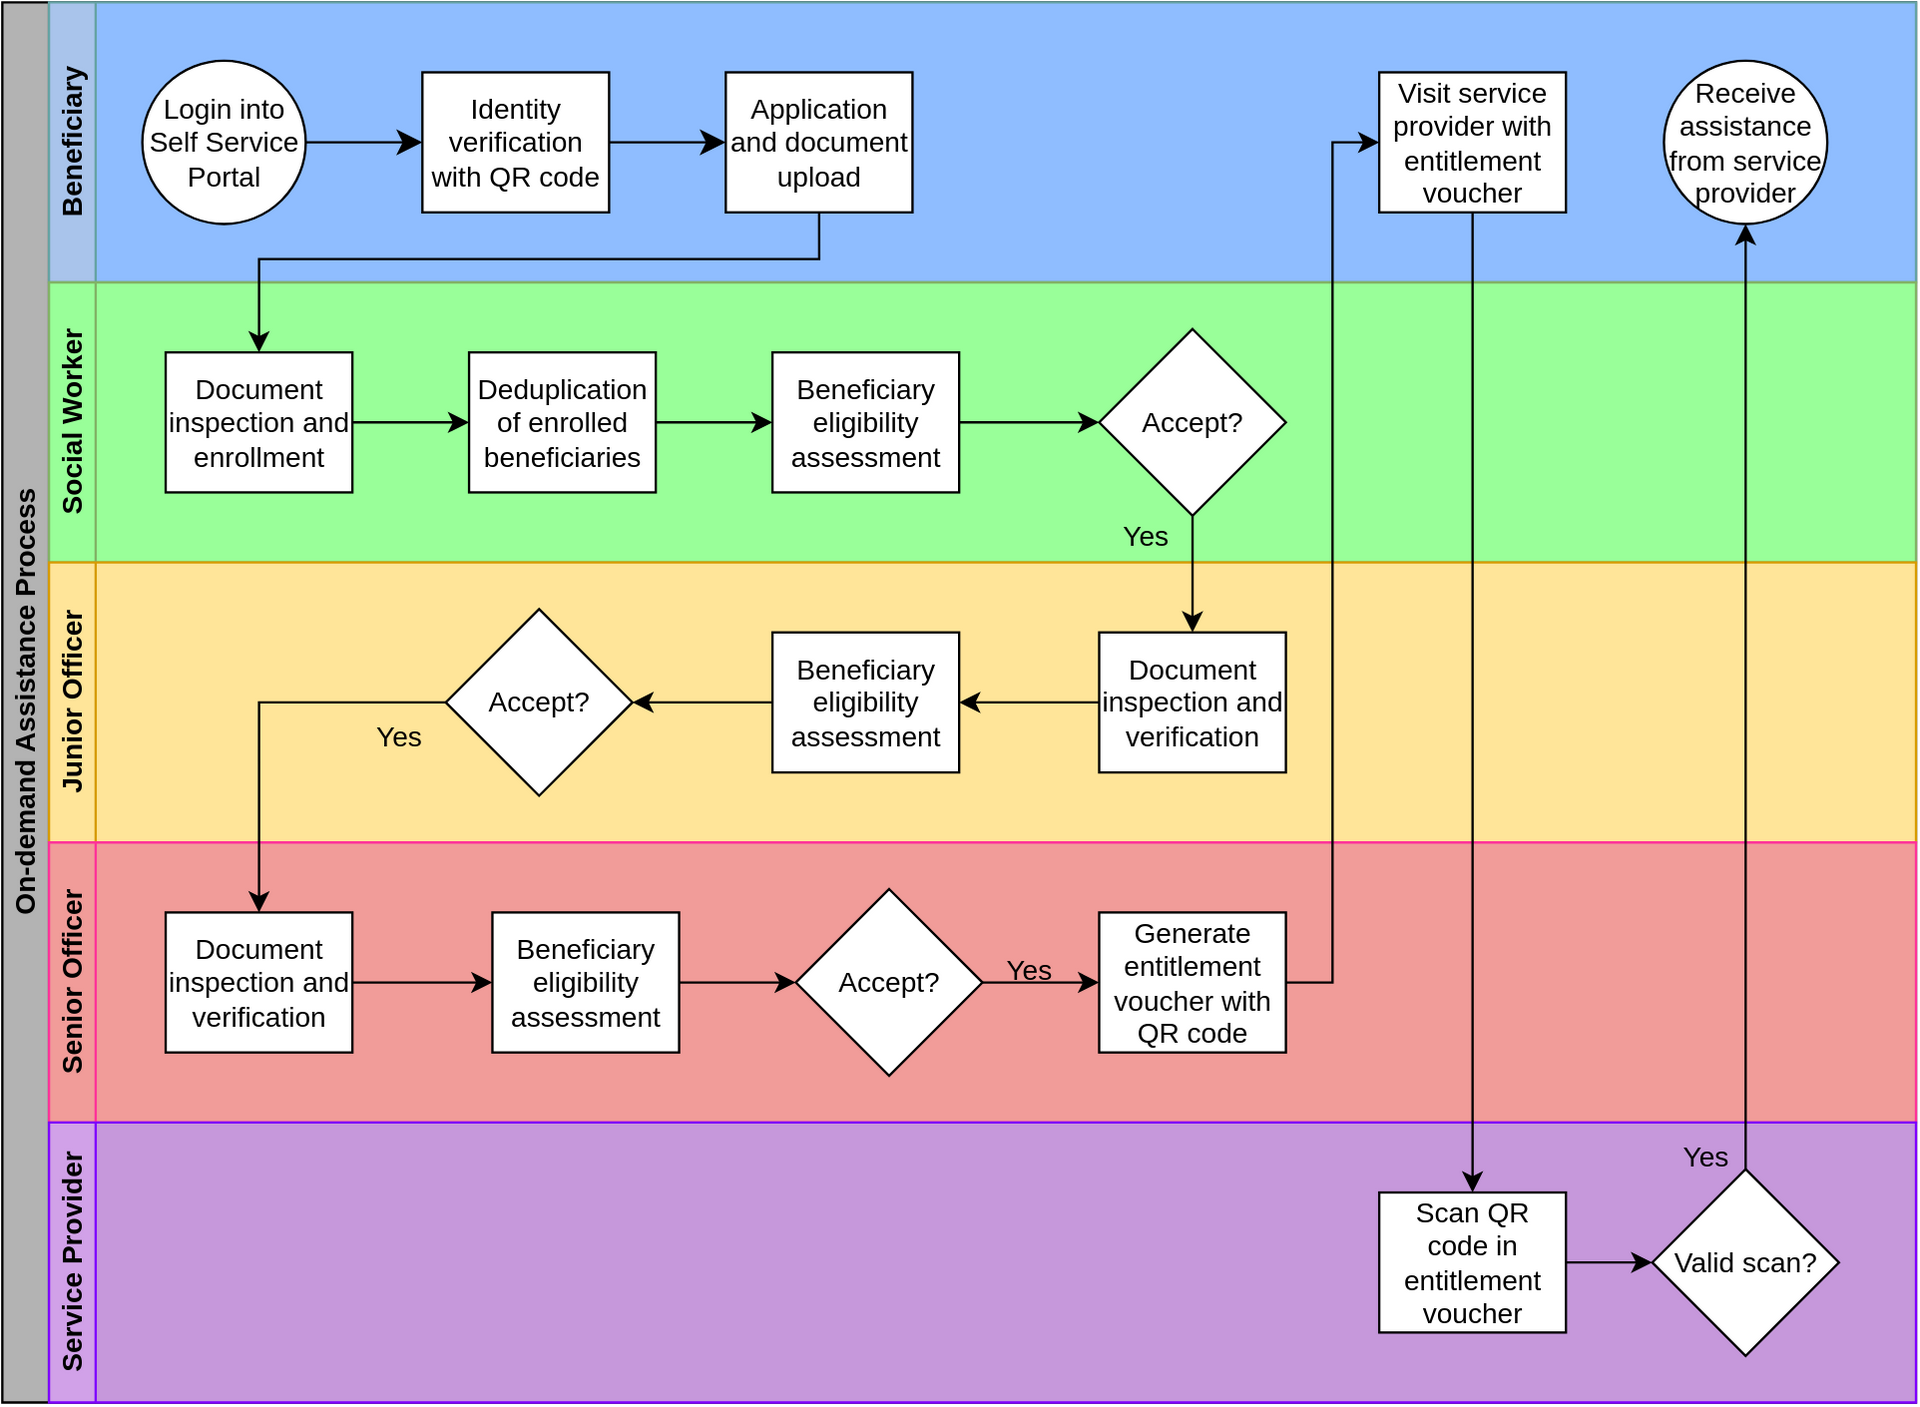 On-demand Assistance Process
Beneficiary
Login into
Self Service
Portal
Identity
verification
with QR code
Application
and document
upload
Visit service
provider with
entitlement
voucher
Receive
assistance
from service
provider
Social Worker
Document
inspection and
enrollment
Deduplication
of enrolled
beneficiaries
Beneficiary
eligibility
assessment
Accept?
Yes
Junior Officer
Accept?
Yes
Beneficiary
eligibility
assessment
Document
inspection and
verification
Senior Officer
Document
inspection and
verification
Beneficiary
eligibility
assessment
Accept?
Yes
Generate
entitlement
voucher with
QR code
Service Provider
Scan QR
code in
entitlement
voucher
Yes
Valid scan?